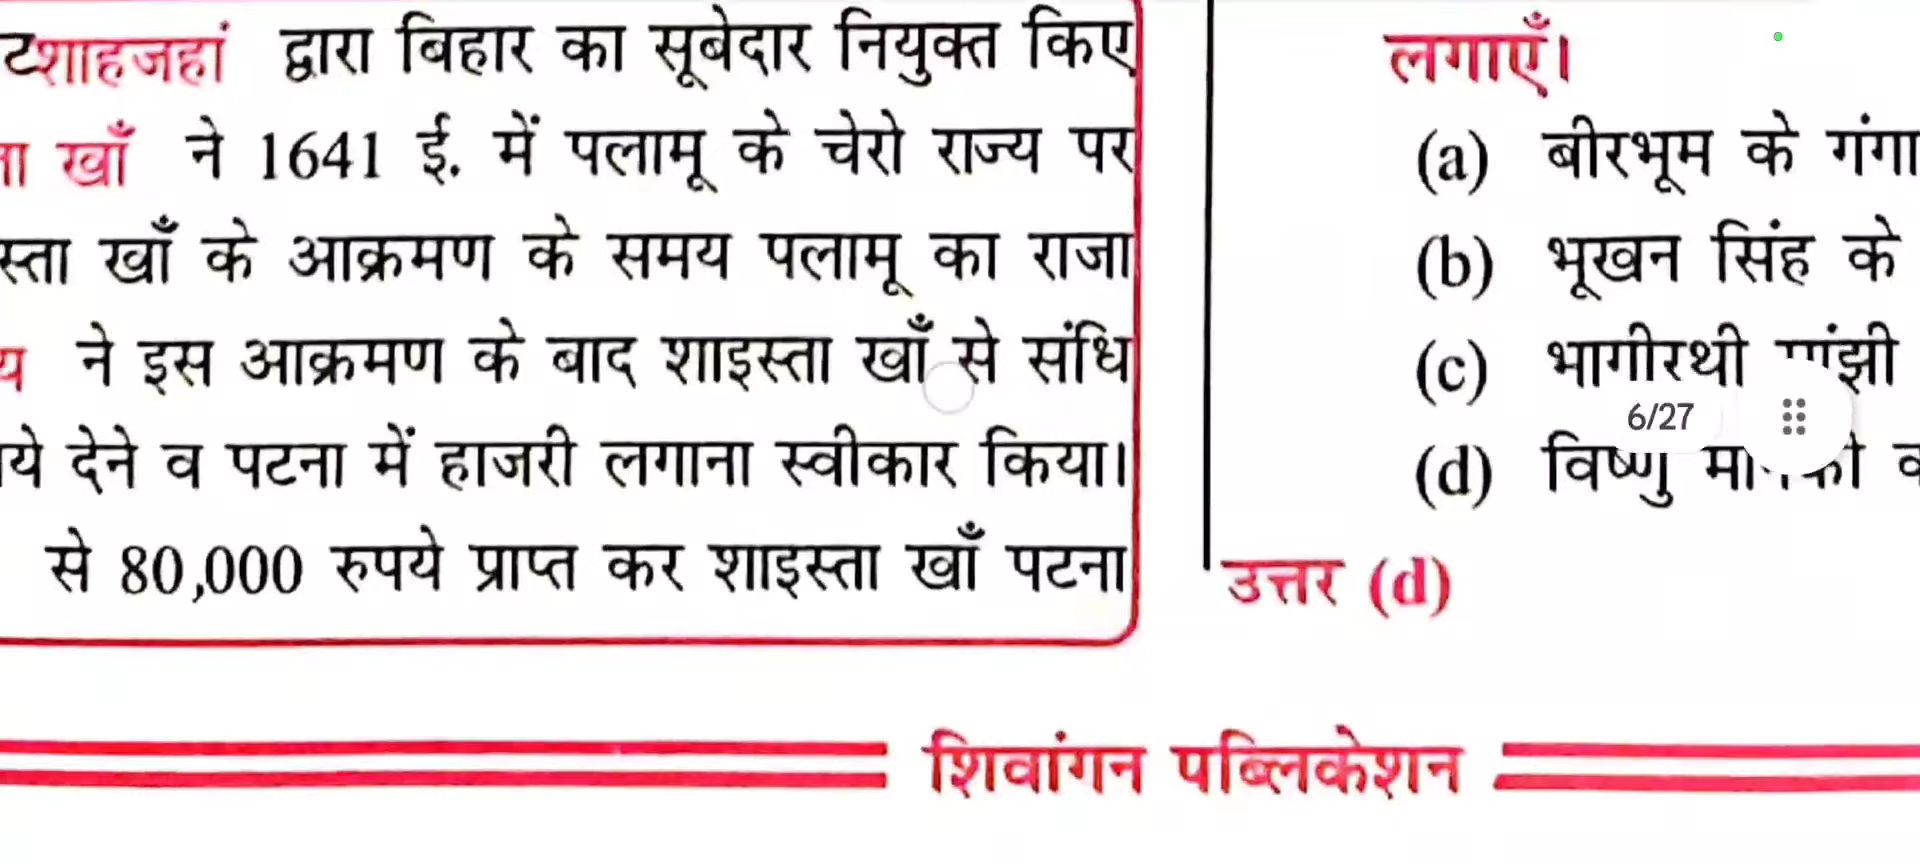 शाहजहां द्वारा बिहार का सूबेदार नियुक्त किए
खाँ ने 1641 ई. में पलामू के चेरो राज्य पर
स्ता खाँ के आक्रमण के समय पलामू का राजा
य ने इस आक्रमण के बाद शाइस्ता खाँ से संधि
ये देने व पटना में हाजरी लगाना स्वीकार किया।
से 80,000 रुपये प्राप्त कर शाइस्ता खाँ पटना
लगाएँ।
(a) बीरभूम के गंगा
(b) भूखन सिंह के
(c) भागीरथी
(d) विष्णु
उत्तर (d)
6/27
शिवांगन पब्लिकेशन